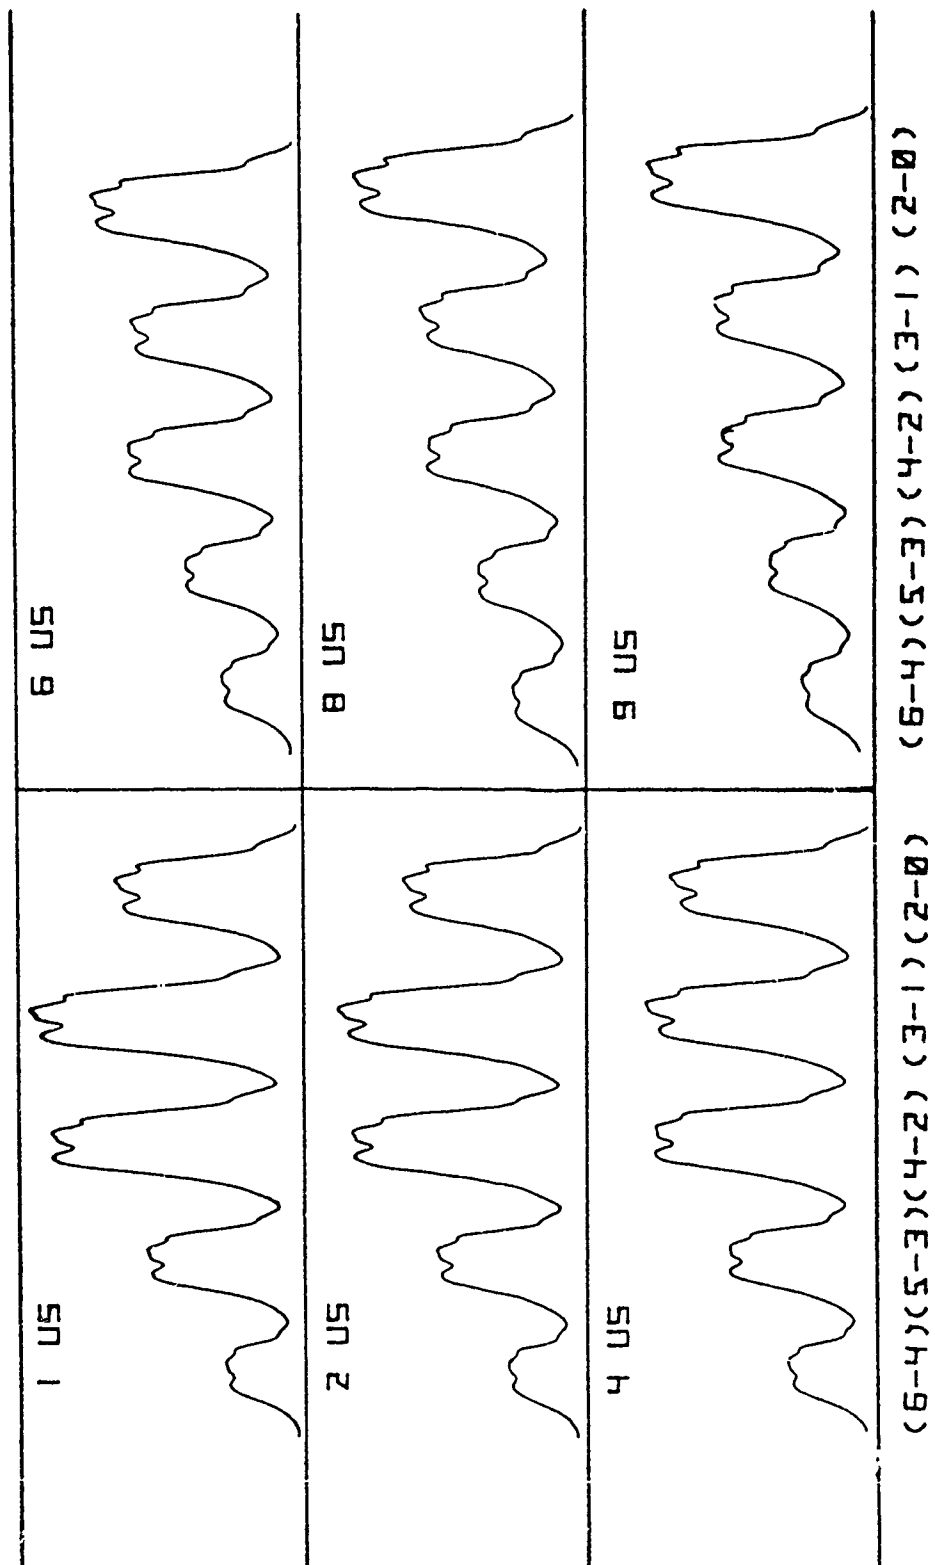 1 US
6 US
2 US
8 US
4 US
9 US
(6-4)(5-3)(4-2) (3-1)(2-0)
(6-4)(5-3)(4-2)(3-1) (2-0)